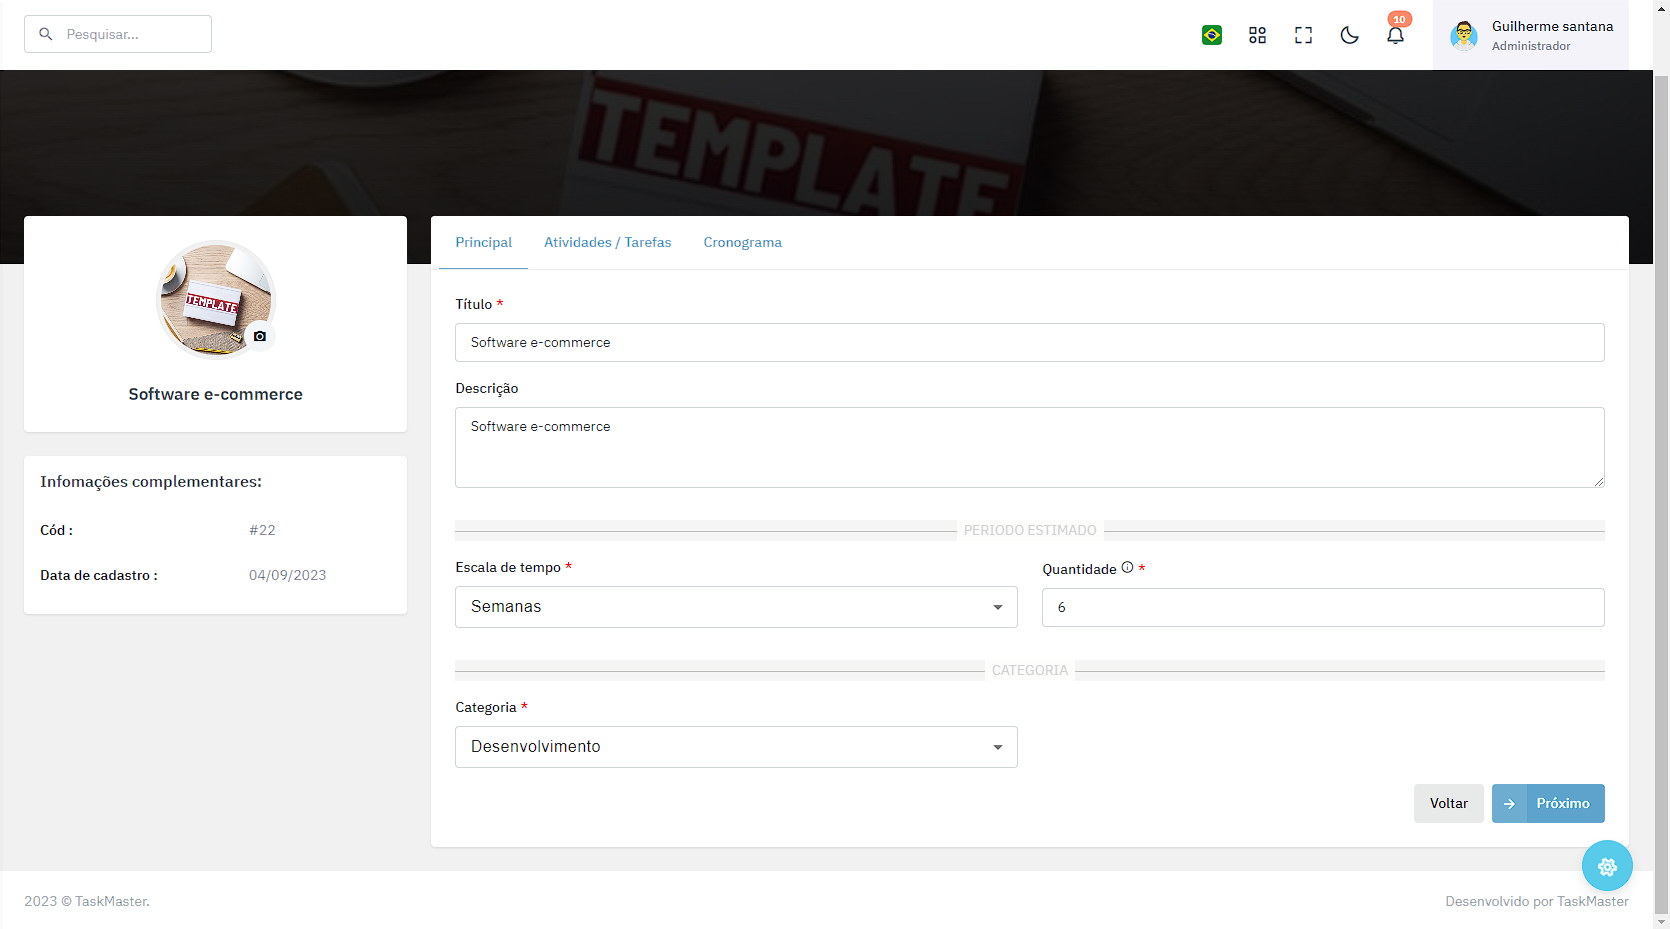 Pesquisar...
10
Guilherme santana
Administrador
TEMPLATE
Principal
Atividades / Tarefas
Cronograma
TEMPLATE
Software e-commerce
Infomações complementares:
Cód :
#22
Data de cadastro :
04/09/2023
Título *
Software e-commerce
Descrição
Software e-commerce
PERIODO ESTIMADO
Escala de tempo *
Semanas
Quantidade *
6
CATEGORIA
Categoria *
Desenvolvimento
Voltar
Próximo
2023 © TaskMaster.
Desenvolvido por TaskMaster